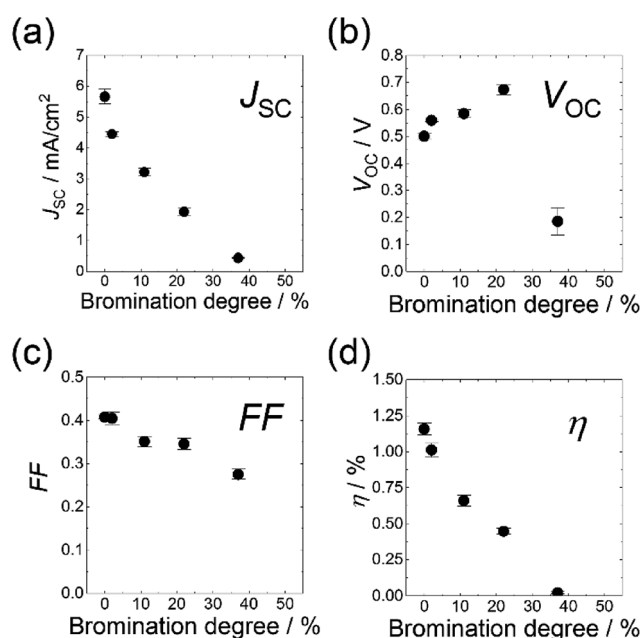 (a)
7
6
5
4
3
2
1
0
J_SC / mA/cm²
J_SC
0 10 20 30 40 50
Bromination degree / %
(b)
0.8
0.7
0.6
0.5
0.4
0.3
0.2
0.1
0.0
V_OC / V
V_OC
0 10 20 30 40 50
Bromination degree / %
(c)
0.5
0.4
0.3
0.2
0.1
0.0
FF
FF
0 10 20 30 40 50
Bromination degree / %
(d)
1.50
1.25
1.00
0.75
0.50
0.25
0.00
η / %
η
0 10 20 30 40 50
Bromination degree / %